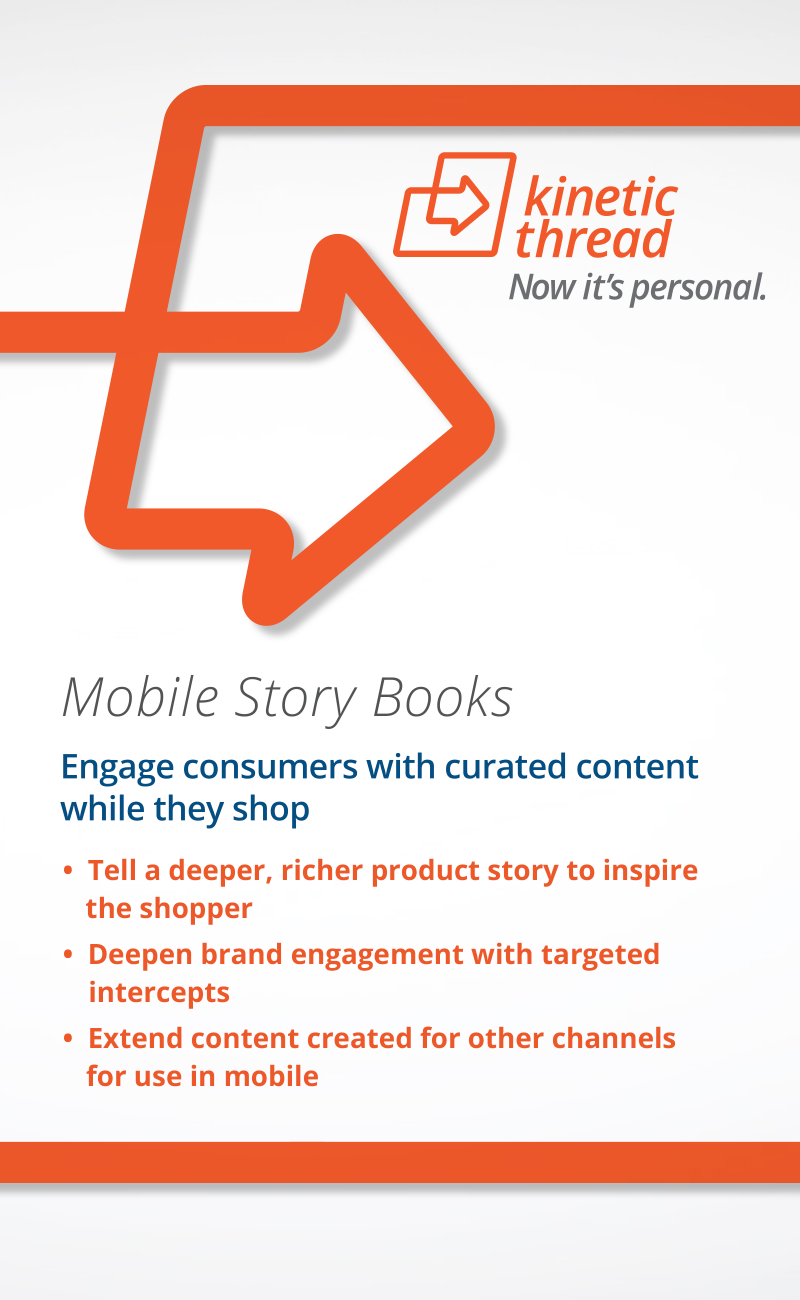 kinetic
thread
Now it’s personal.
Mobile Story Books
Engage consumers with curated content
while they shop
• Tell a deeper, richer product story to inspire
the shopper
• Deepen brand engagement with targeted
intercepts
• Extend content created for other channels
for use in mobile